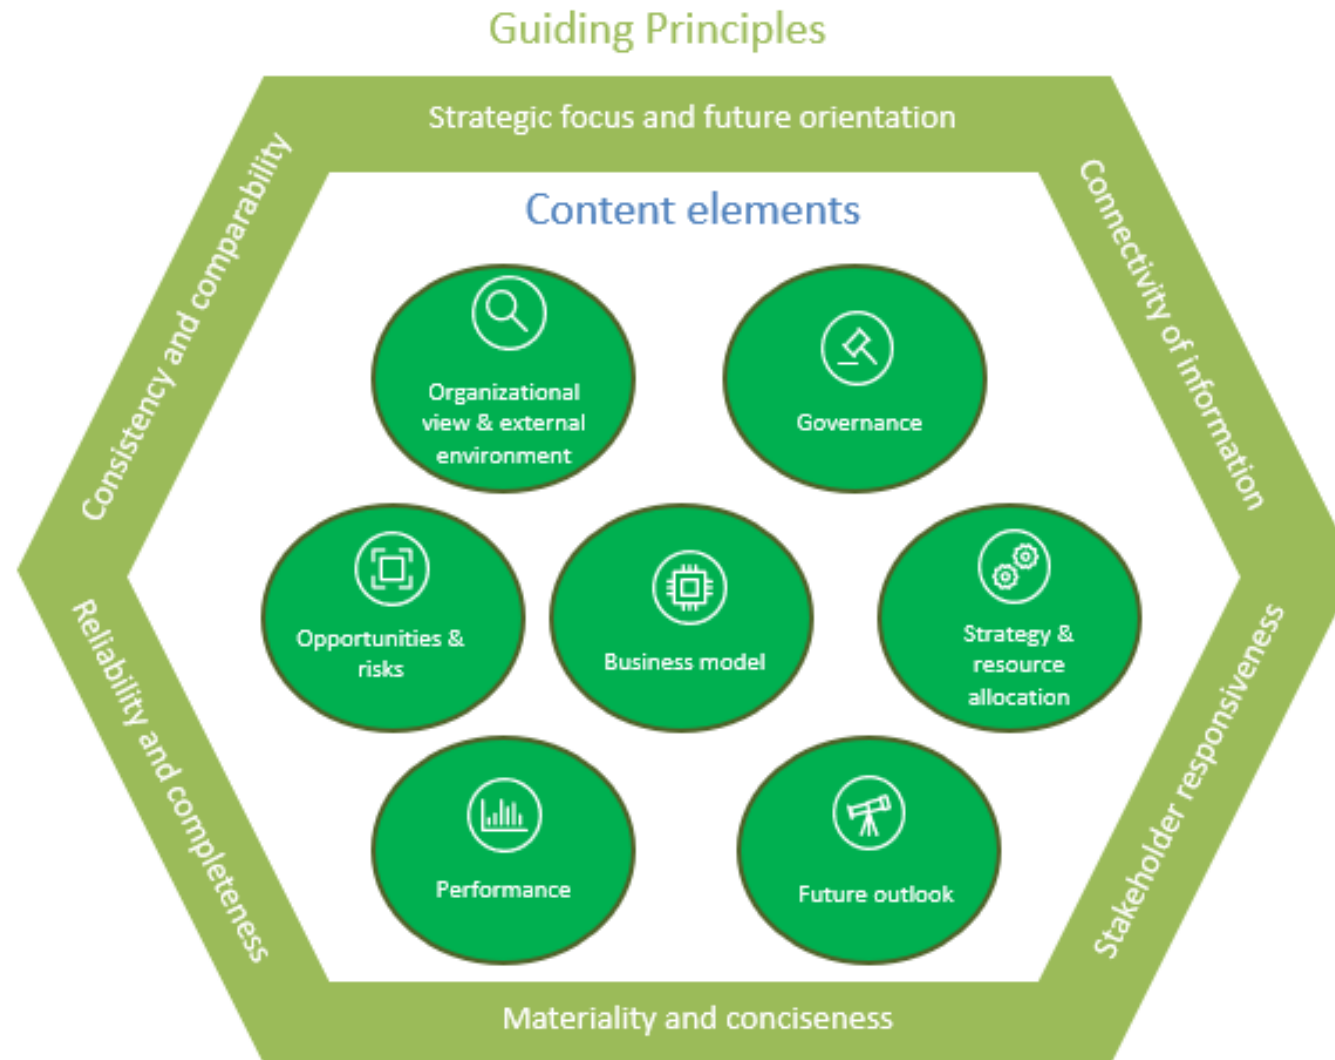 Guiding Principles
Strategic focus and future orientation
Consistency and comparability
Connectivity of information
Content elements
Organizational
view & external
environment
Governance
Opportunities &
risks
Business model
Strategy &
resource
allocation
Reliability and completeness
Stakeholder responsiveness
Performance
Future outlook
Materiality and conciseness